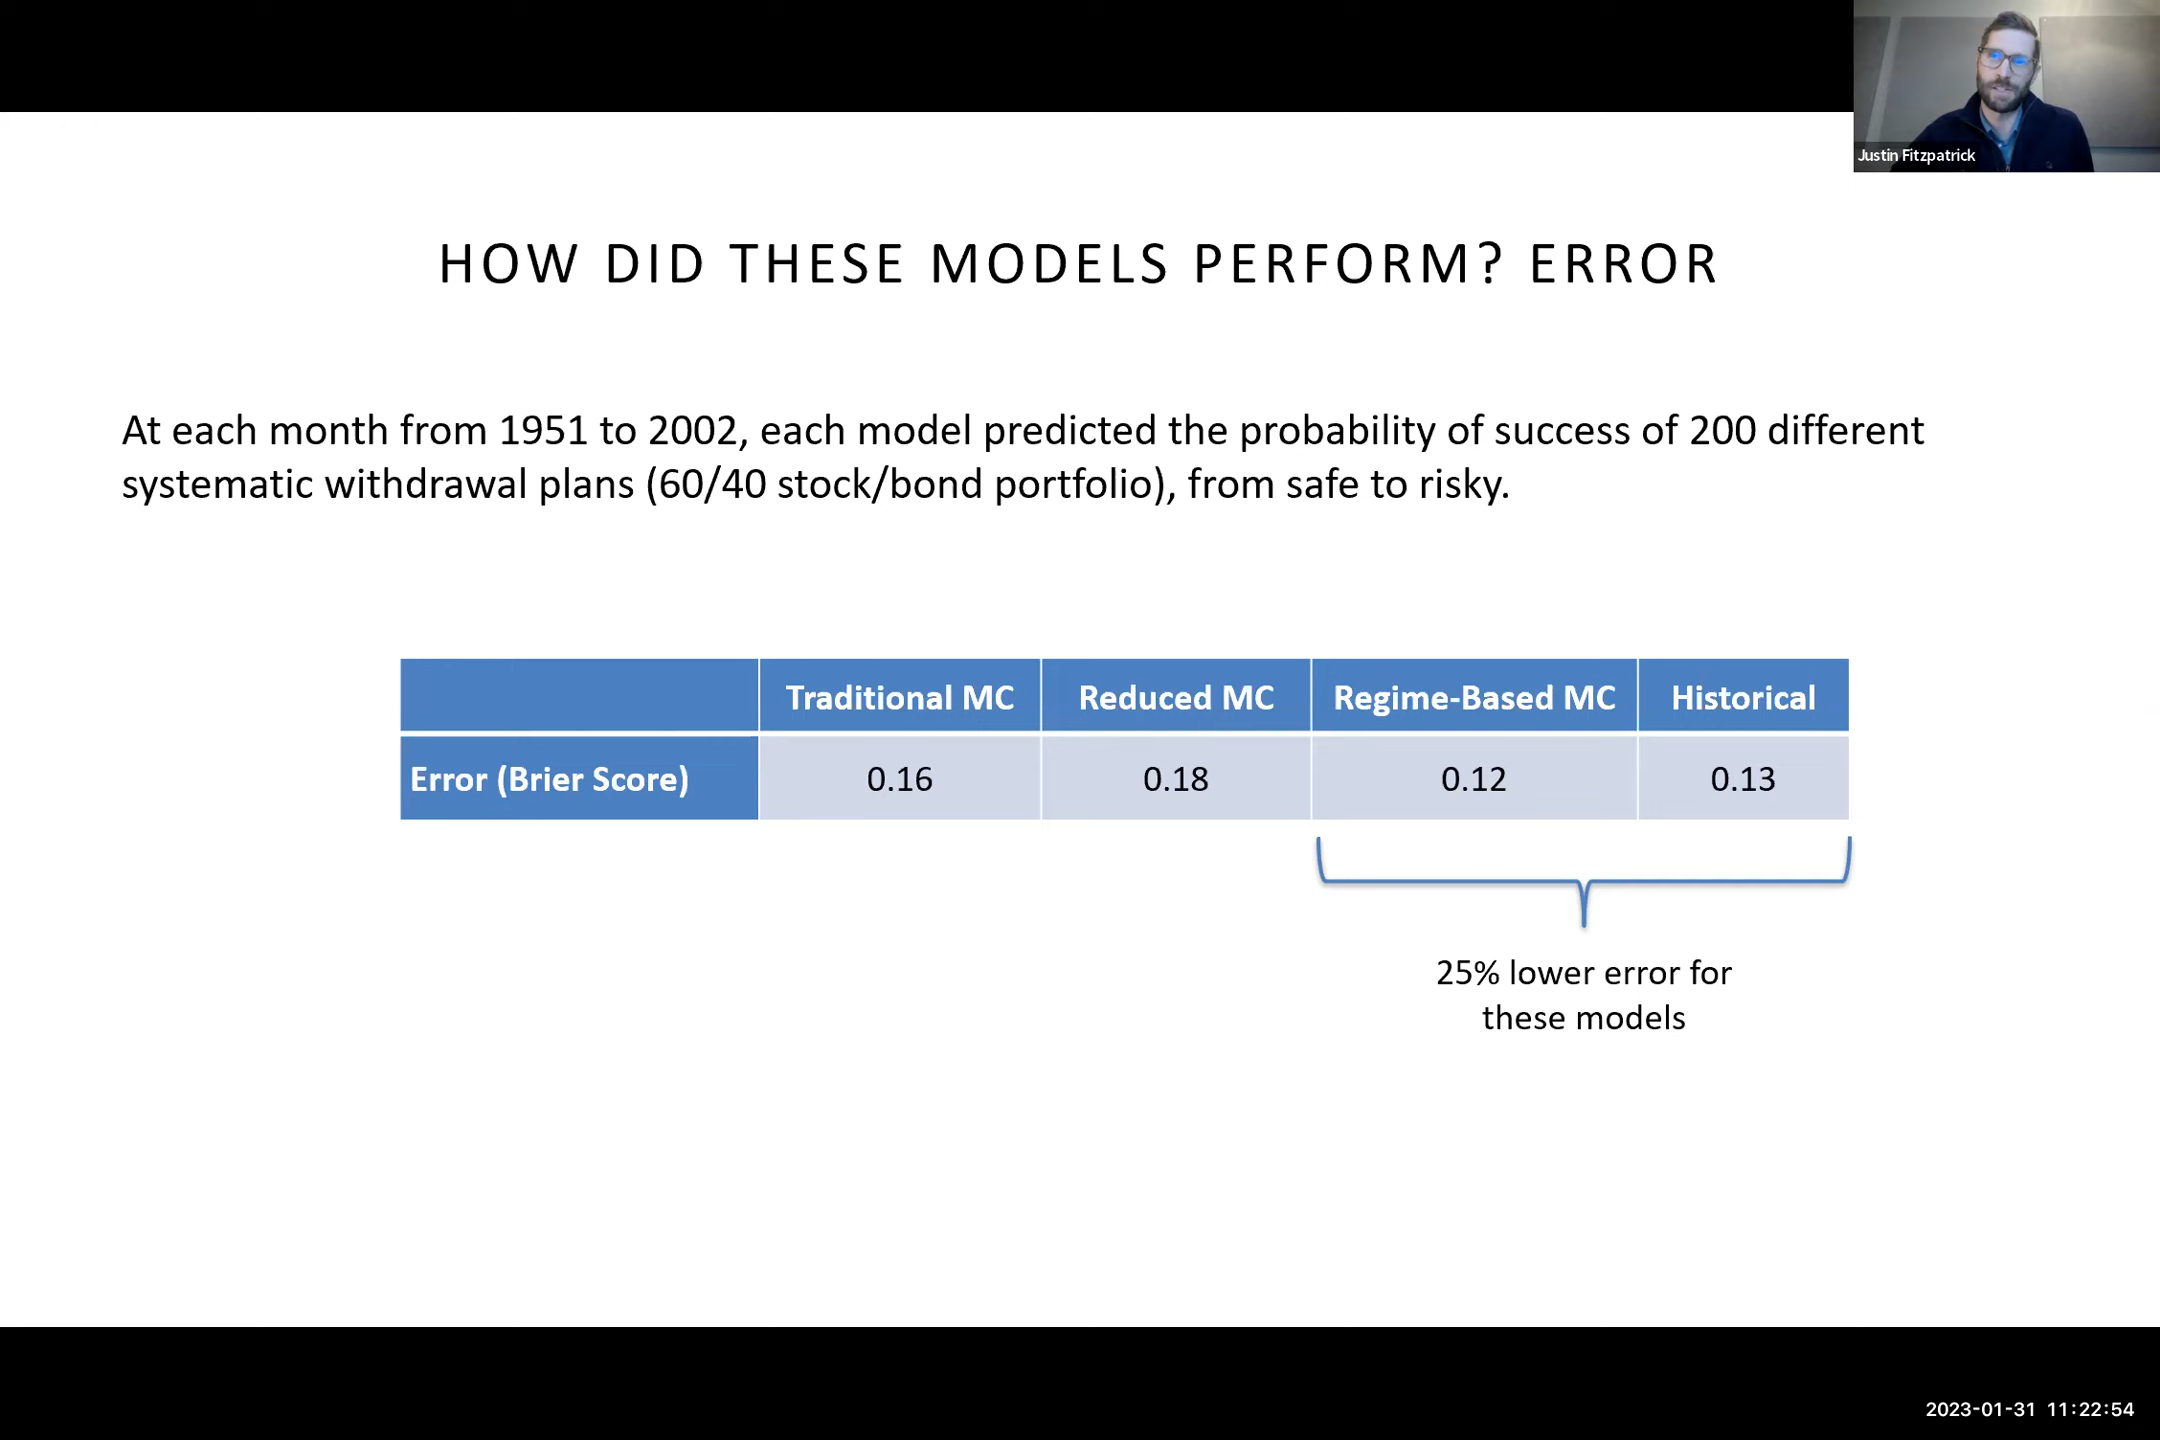 Justin Fitzpatrick
HOW DID THESE MODELS PERFORM? ERROR
At each month from 1951 to 2002, each model predicted the probability of success of 200 different
systematic withdrawal plans (60/40 stock/bond portfolio), from safe to risky.
Traditional MC Reduced MC Regime-Based MC Historical
Error (Brier Score) 0.16 0.18 0.12 0.13
25% lower error for
these models
2023-01-31 11:22:54